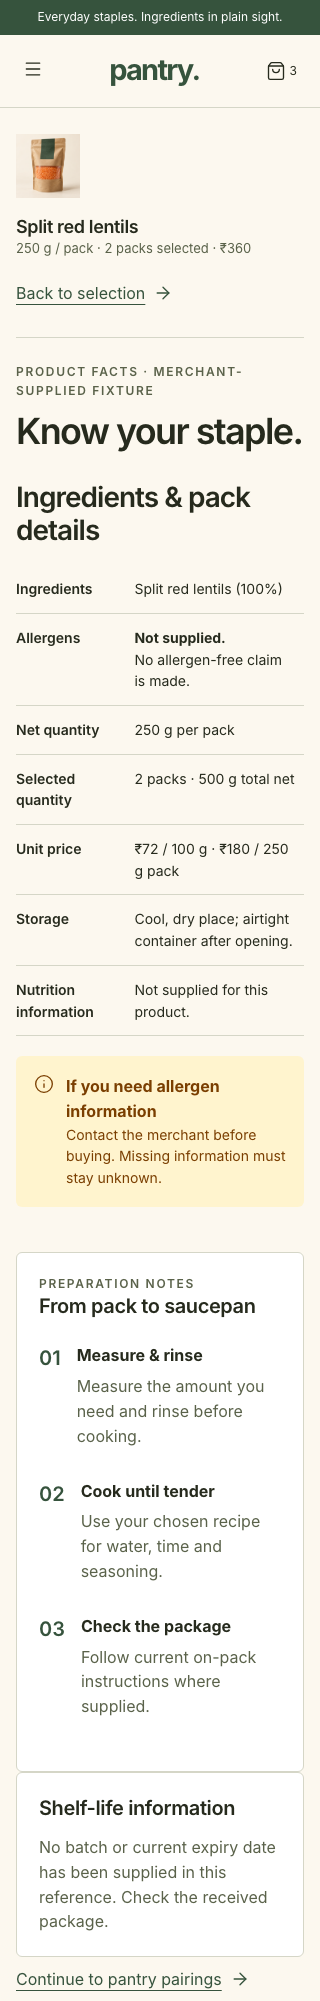 Everyday staples. Ingredients in plain sight.
pantry.
3
Split red lentils
250 g / pack · 2 packs selected · ₹360
Back to selection
PRODUCT FACTS · MERCHANT-
SUPPLIED FIXTURE
Know your staple.
Ingredients & pack
details
Ingredients Split red lentils (100%)
Allergens Not supplied.
No allergen-free claim
is made.
Net quantity 250 g per pack
Selected 2 packs · 500 g total net
quantity
Unit price ₹72 / 100 g · ₹180 / 250
g pack
Storage Cool, dry place; airtight
container after opening.
Nutrition Not supplied for this
information product.
If you need allergen
information
Contact the merchant before
buying. Missing information must
stay unknown.
PREPARATION NOTES
From pack to saucepan
01 Measure & rinse
Measure the amount you
need and rinse before
cooking.
02 Cook until tender
Use your chosen recipe
for water, time and
seasoning.
03 Check the package
Follow current on-pack
instructions where
supplied.
Shelf-life information
No batch or current expiry date
has been supplied in this
reference. Check the received
package.
Continue to pantry pairings